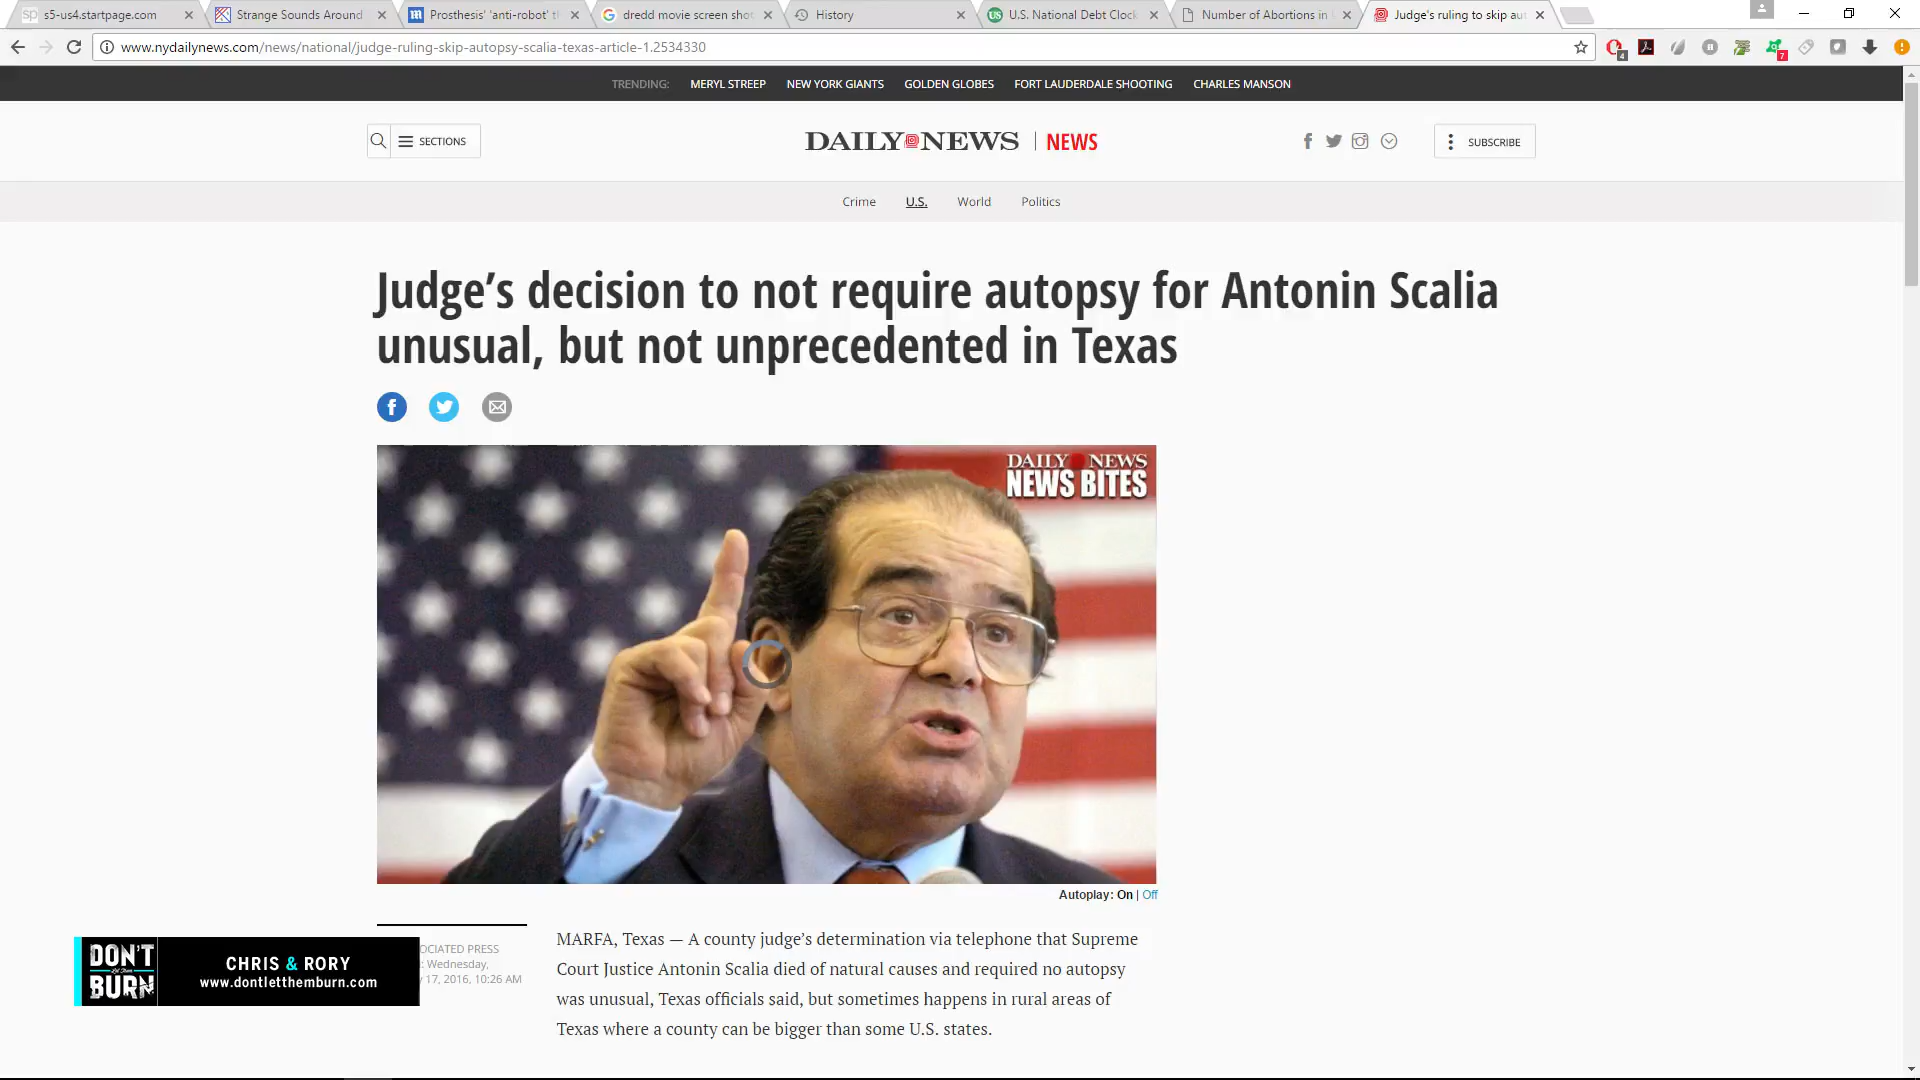 s5-us4.startpage.com
Strange Sounds Around
Prosthesis' 'anti-robot' t
dredd movie screen shot
History
U.S. National Debt Clock
Number of Abortions in
Judge's ruling to skip au
www.nydailynews.com/news/national/judge-ruling-skip-autopsy-scalia-texas-article-1.2534330
4
7
TRENDING: MERYL STREEP NEW YORK GIANTS GOLDEN GLOBES FORT LAUDERDALE SHOOTING CHARLES MANSON
SECTIONS
DAILY NEWS | NEWS
SUBSCRIBE
Crime U.S. World Politics
Judge’s decision to not require autopsy for Antonin Scalia
unusual, but not unprecedented in Texas
DAILY NEWS
NEWS BITES
Autoplay: On | Off
OCIATED PRESS
: Wednesday,
17, 2016, 10:26 AM
MARFA, Texas — A county judge’s determination via telephone that Supreme
Court Justice Antonin Scalia died of natural causes and required no autopsy
was unusual, Texas officials said, but sometimes happens in rural areas of
Texas where a county can be bigger than some U.S. states.
DON'T
BURN
CHRIS & RORY
www.dontletthemburn.com